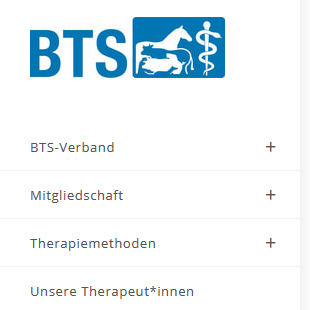 BTS
BTS-Verband
Mitgliedschaft
Therapiemethoden
Unsere Therapeut*innen